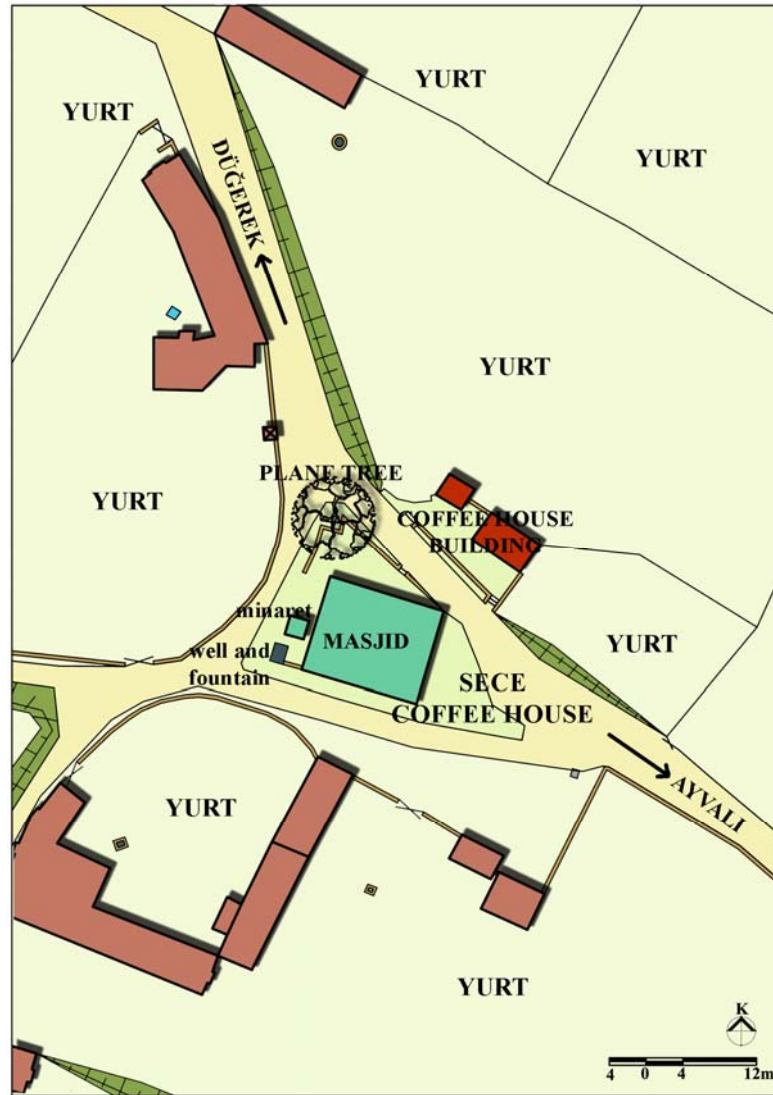 YURT
YURT
YURT
DÜĞEREK
YURT
PLANE TREE
YURT
COFFEE HOUSE
BUILDING
minaret
MASJID
well and
fountain
YURT
SECE
COFFEE HOUSE
AYVALI
YURT
YURT
K
4 0 4 12m